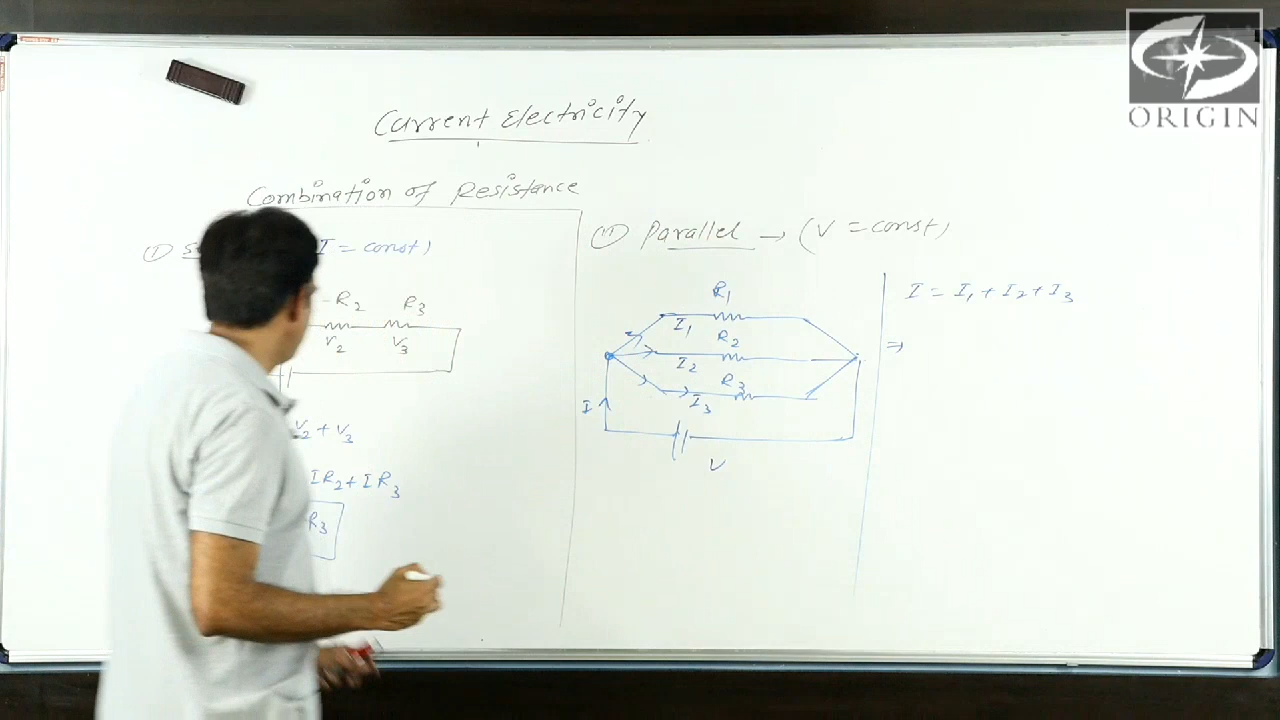 ORIGIN
Current Electricity
Combination of Resistance
I = const)
R2 R3
V2 V3
V2 + V3
IR2 + IR3
R3
(ii) Parallel → (V = const)
R1
I1
R2
I2
R3
I3
I
V
I = I1 + I2 + I3
⇒